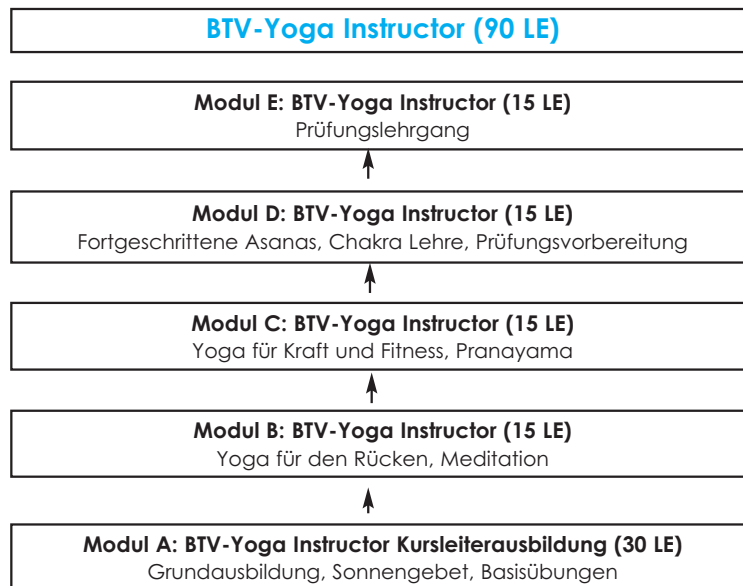 BTV-Yoga Instructor (90 LE)
Modul E: BTV-Yoga Instructor (15 LE)
Prüfungslehrgang
Modul D: BTV-Yoga Instructor (15 LE)
Fortgeschrittene Asanas, Chakra Lehre, Prüfungsvorbereitung
Modul C: BTV-Yoga Instructor (15 LE)
Yoga für Kraft und Fitness, Pranayama
Modul B: BTV-Yoga Instructor (15 LE)
Yoga für den Rücken, Meditation
Modul A: BTV-Yoga Instructor Kursleiterausbildung (30 LE)
Grundausbildung, Sonnengebet, Basisübungen